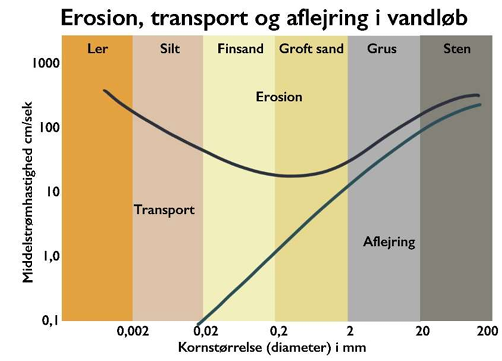 Erosion, transport og aflejring i vandløb
Ler Silt Finsand Groft sand Grus Sten
1000
Erosion
100
10
Transport
Aflejring
1,0
0,1
0,002 0,02 0,2 2 20 200
Kornstørrelse (diameter) i mm
Middelstrømhastighed cm/sek